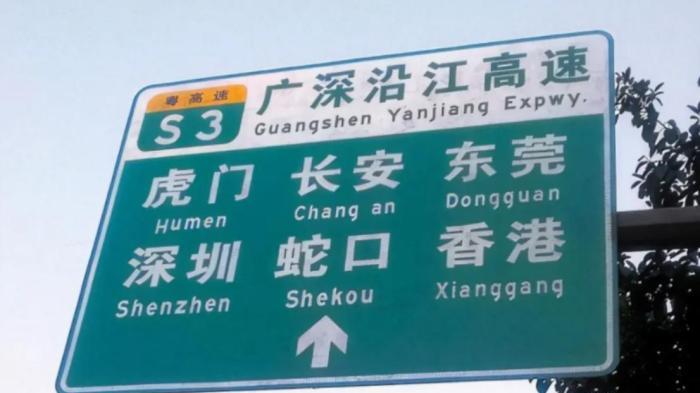 粤高速
S3
广深沿江高速
Guangshen Yanjiang Expwy.
虎门 长安 东莞
Humen Chang an Dongguan
深圳 蛇口 香港
Shenzhen Shekou Xianggang